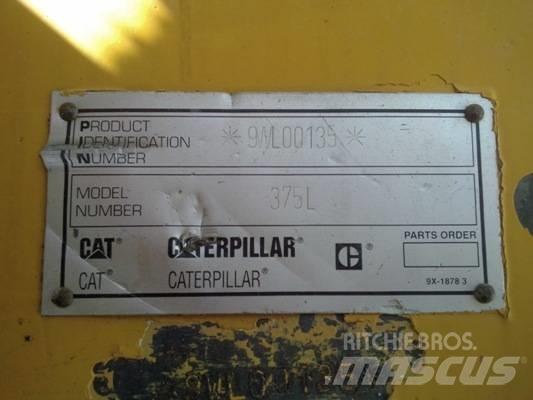 PRODUCT
IDENTIFICATION
NUMBER
*9WL00135*
MODEL
NUMBER
375L
CAT® CATERPILLAR®
CAT® CATERPILLAR®
PARTS ORDER
9X-1878 3
RITCHIE BROS.
MASCUS